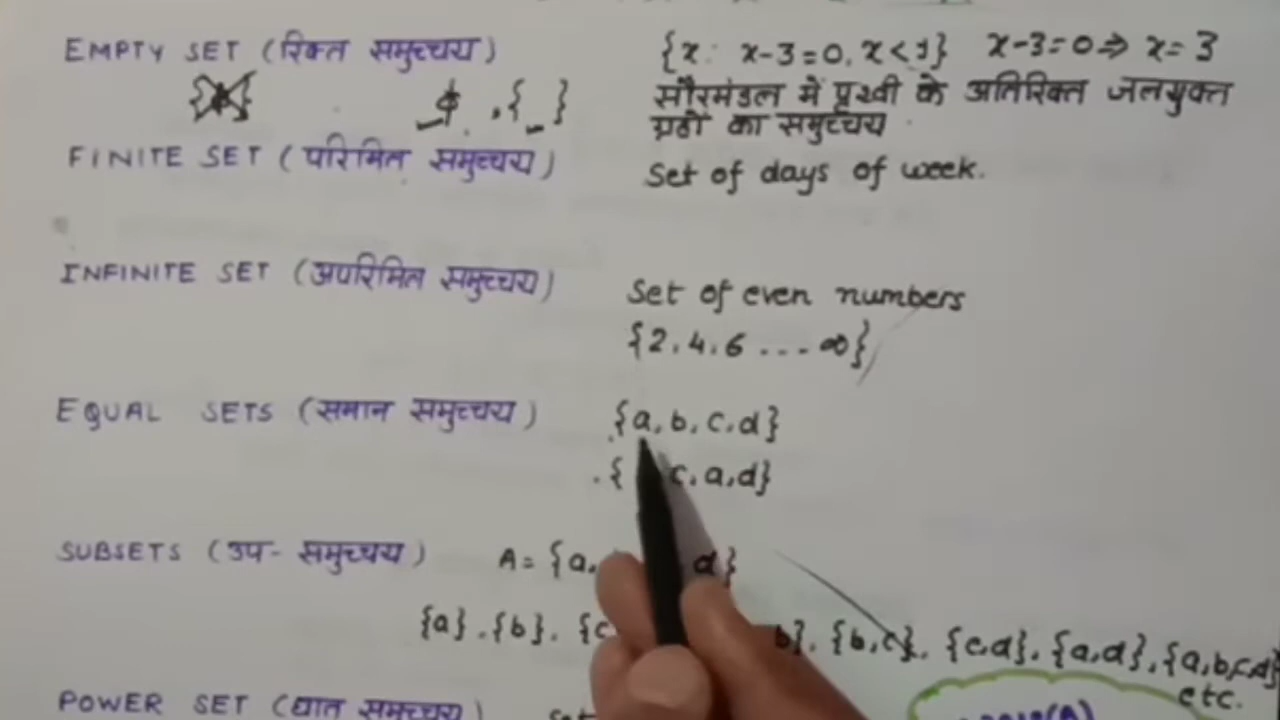 EMPTY SET (रिक्त समुच्चय) {x: x-3=0, x<1} x-3=0⇒ x=3
ϕ, { }
सौरमंडल में पृथ्वी के अतिरिक्त जलयुक्त
ग्रहों का समुच्चय
FINITE SET (परिमित समुच्चय) Set of days of week.
INFINITE SET (अपरिमित समुच्चय) Set of even numbers
{2,4,6 ... ∞}
EQUAL SETS (समान समुच्चय) {a, b, c, d}
{ c, a, d}
SUBSETS (उप-समुच्चय) A = {a, d}
{a}, {b}, {c b}, {b,c}, {c,d}, {a,d}, {a,b,c,d}
etc.
POWER SET (घात समुच्चय) Set